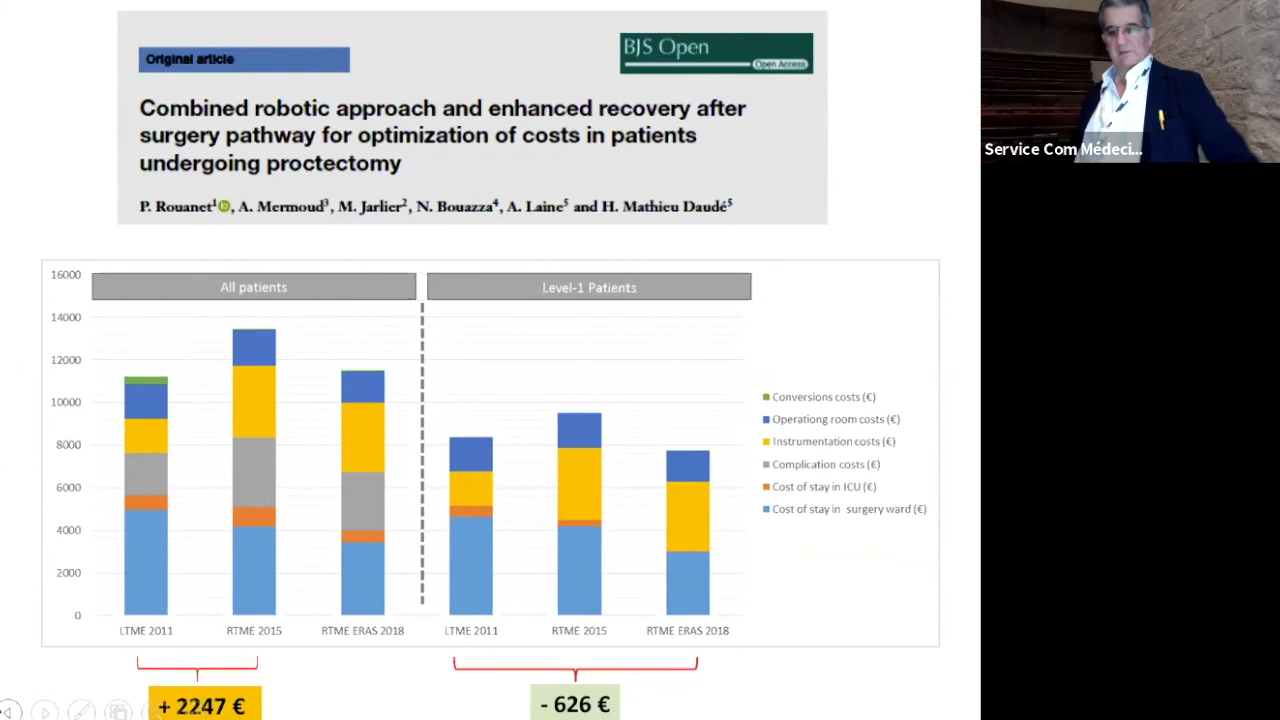 Original article
BJS Open
Open Access
Combined robotic approach and enhanced recovery after
surgery pathway for optimization of costs in patients
undergoing proctectomy
P. Rouanet¹, A. Mermoud³, M. Jarlier², N. Bouazza⁴, A. Laine⁵ and H. Mathieu Daudé⁵
Service Com Médeci...
16000
14000
12000
10000
8000
6000
4000
2000
0
All patients
Level-1 Patients
Conversions costs (€)
Operationg room costs (€)
Instrumentation costs (€)
Complication costs (€)
Cost of stay in ICU (€)
Cost of stay in surgery ward (€)
LTME 2011
RTME 2015
RTME ERAS 2018
LTME 2011
RTME 2015
RTME ERAS 2018
+ 2247 €
- 626 €